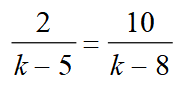 2/(k – 5) = 10/(k – 8)